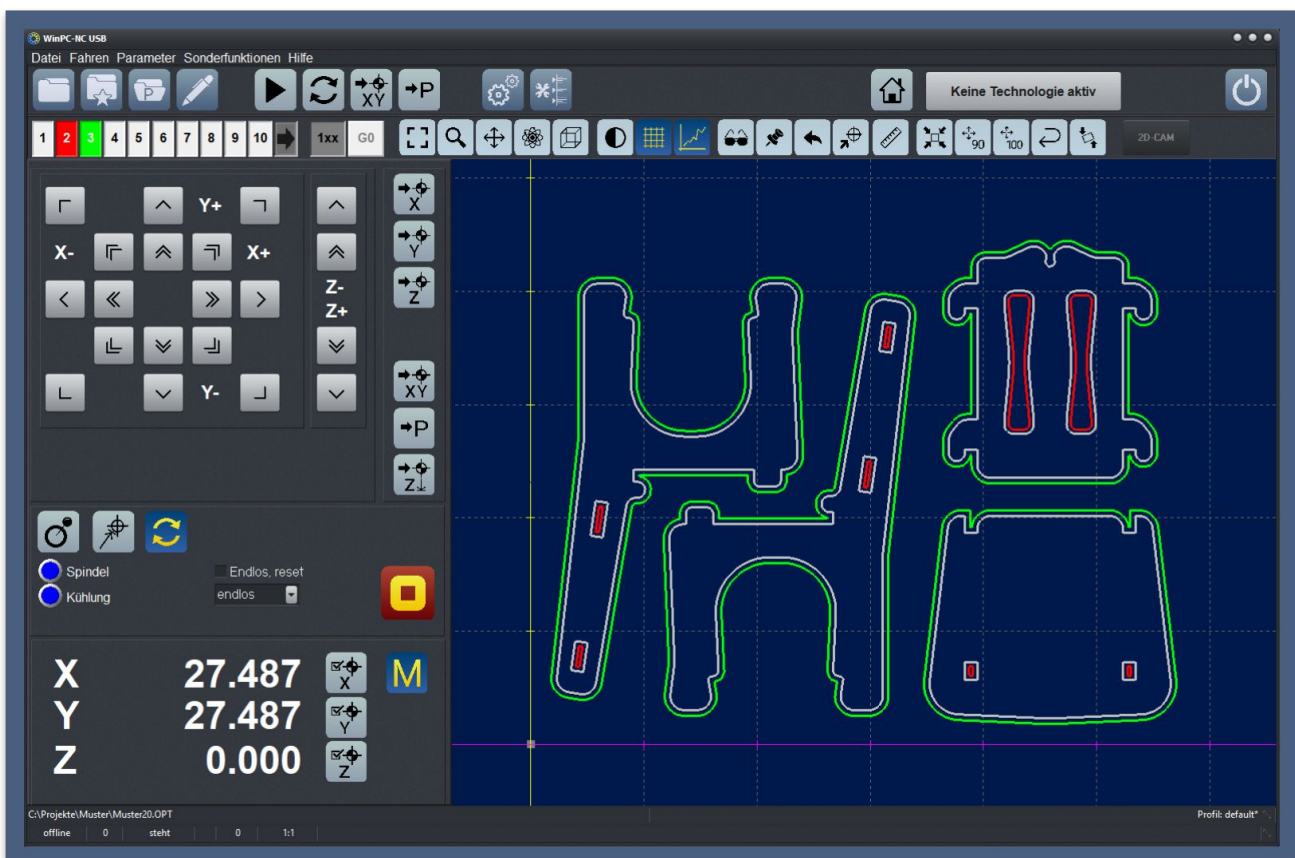 WinPC-NC USB
Datei Fahren Parameter Sonderfunktionen Hilfe
P XY →P Keine Technologie aktiv
1 2 3 4 5 6 7 8 9 10 1xx G0 90 100 2D-CAM
X
Y+
Y
X- X+
Z-
Z
Z+
XY
Y-
→P
Z
Spindel Endlos, reset
Kühlung endlos
X 27.487 X M
Y 27.487 Y
Z 0.000 Z
C:\Projekte\Muster\Muster20.OPT Profil: default*
offline 0 steht 0 1:1